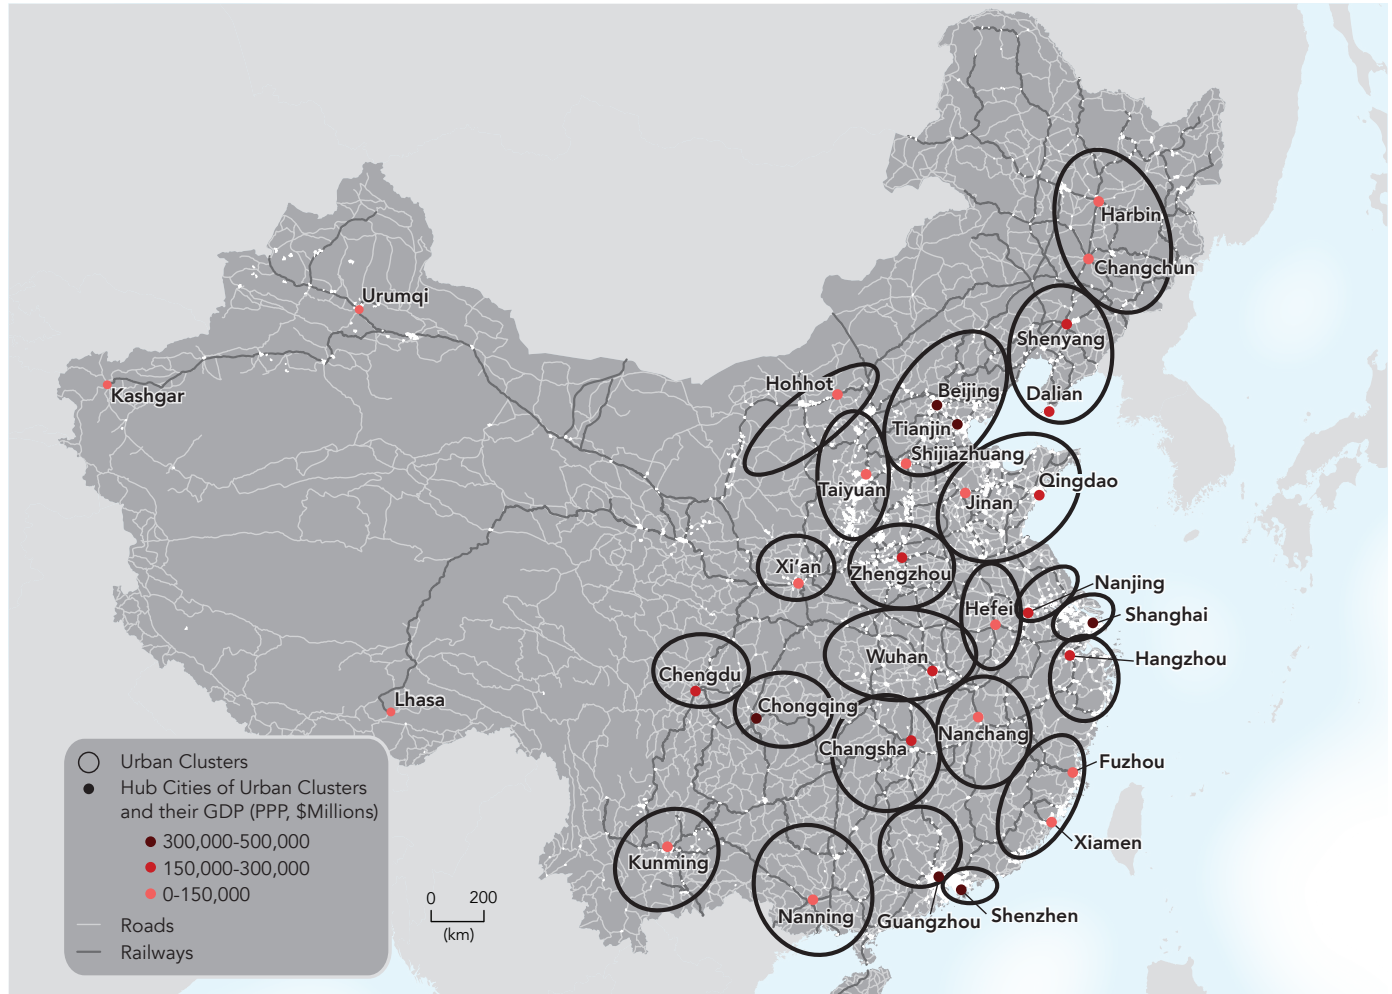 Harbin
Changchun
Urumqi
Shenyang
Kashgar
Hohhot
Beijing
Dalian
Tianjin
Shijiazhuang
Taiyuan
Qingdao
Jinan
Xi'an
Zhengzhou
Nanjing
Hefei
Shanghai
Wuhan
Hangzhou
Chengdu
Lhasa
Chongqing
Changsha
Nanchang
Fuzhou
Xiamen
Kunming
Nanning
Guangzhou
Shenzhen
Urban Clusters
Hub Cities of Urban Clusters
and their GDP (PPP, $Millions)
300,000-500,000
150,000-300,000
0-150,000
Roads
Railways
0 200
(km)